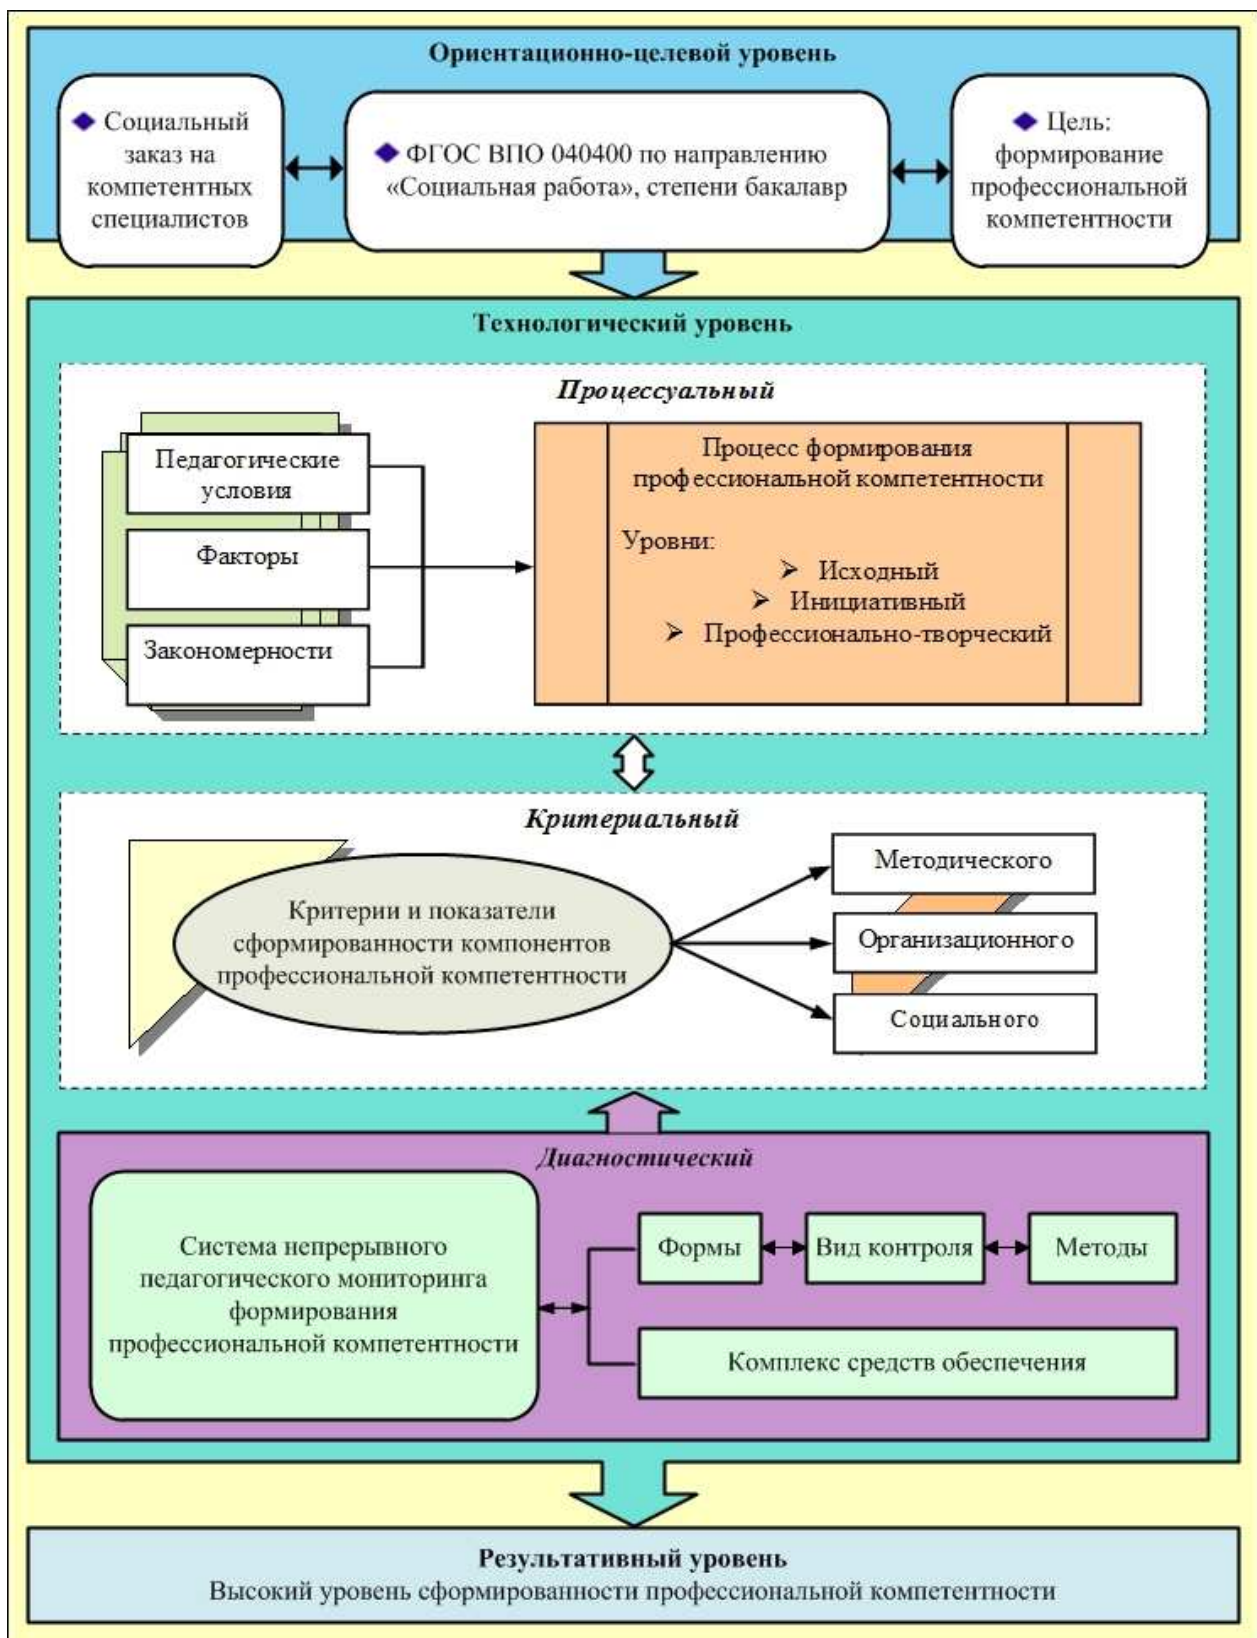 Ориентационно-целевой уровень
Социальный
заказ на
компетентных
специалистов
ФГОС ВПО 040400 по направлению
«Социальная работа», степени бакалавр
Цель:
формирование
профессиональной
компетентности
Технологический уровень
Процессуальный
Педагогические
условия
Факторы
Закономерности
Процесс формирования
профессиональной компетентности
Уровни:
Исходный
Инициативный
Профессионально-творческий
Критериальный
Критерии и показатели
сформированности компонентов
профессиональной компетентности
Методического
Организационного
Социального
Диагностический
Система непрерывного
педагогического мониторинга
формирования
профессиональной компетентности
Формы
Вид контроля
Методы
Комплекс средств обеспечения
Результативный уровень
Высокий уровень сформированности профессиональной компетентности